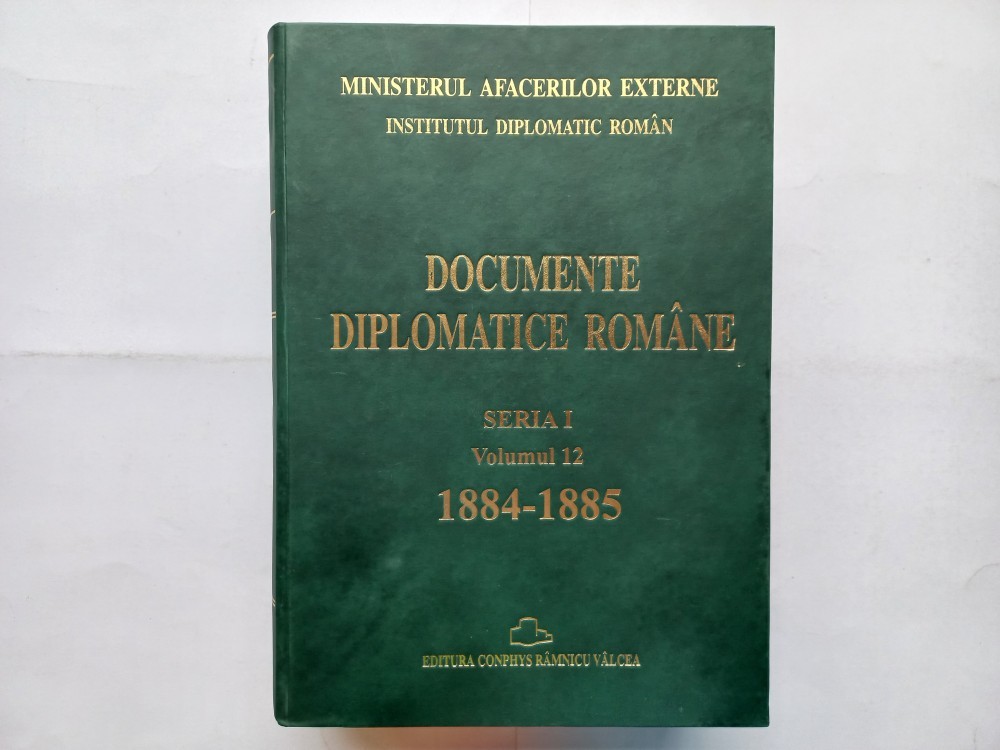 MINISTERUL AFACERILOR EXTERNE
INSTITUTUL DIPLOMATIC ROMÂN
DOCUMENTE
DIPLOMATICE ROMÂNE
SERIA I
Volumul 12
1884-1885
EDITURA CONPHYS RÂMNICU VÂLCEA